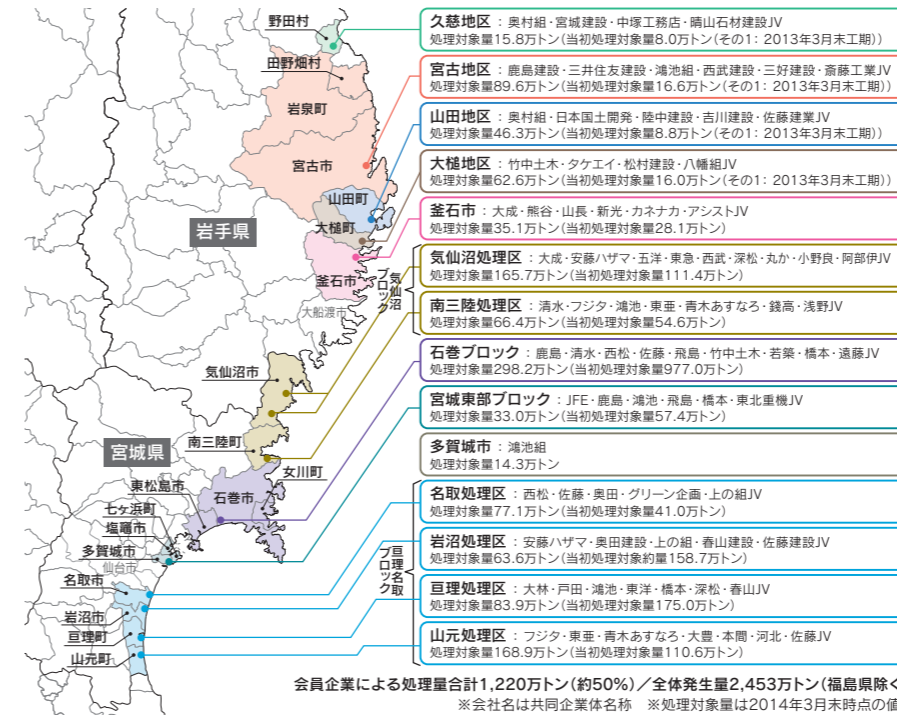 野田村
田野畑村
岩泉町
宮古市
山田町
大槌町
岩手県
釜石市
大船渡市
気仙沼市
南三陸町
宮城県
女川町
東松島市
石巻市
七ヶ浜町
塩竈市
多賀城市
仙台市
名取市
岩沼市
亘理町
山元町
久慈地区：奥村組・宮城建設・中塚工務店・晴山石材建設JV
処理対象量15.8万トン(当初処理対象量8.0万トン(その1：2013年3月末工期))
宮古地区：鹿島建設・三井住友建設・鴻池組・西武建設・三好建設・斎藤工業JV
処理対象量89.6万トン(当初処理対象量16.6万トン(その1：2013年3月末工期))
山田地区：奥村組・日本国土開発・陸中建設・吉川建設・佐藤建業JV
処理対象量46.3万トン(当初処理対象量8.8万トン(その1：2013年3月末工期))
大槌地区：竹中土木・タケエイ・松村建設・八幡組JV
処理対象量62.6万トン(当初処理対象量16.0万トン(その1：2013年3月末工期))
釜石市：大成・熊谷・山長・新光・カネナカ・アシストJV
処理対象量35.1万トン(当初処理対象量28.1万トン)
気仙沼ブロック
気仙沼処理区：大成・安藤ハザマ・五洋・東急・西武・深松・丸か・小野良・阿部伊JV
処理対象量165.7万トン(当初処理対象量111.4万トン)
南三陸処理区：清水・フジタ・鴻池・東亜・青木あすなろ・錢高・浅野JV
処理対象量66.4万トン(当初処理対象量54.6万トン)
石巻ブロック：鹿島・清水・西松・佐藤・飛島・竹中土木・若築・橋本・遠藤JV
処理対象量298.2万トン(当初処理対象量977.0万トン)
宮城東部ブロック：JFE・鹿島・鴻池・飛島・橋本・東北重機JV
処理対象量33.0万トン(当初処理対象量57.4万トン)
多賀城市：鴻池組
処理対象量14.3万トン
亘理名取ブロック
名取処理区：西松・佐藤・奥田・グリーン企画・上の組JV
処理対象量77.1万トン(当初処理対象量41.0万トン)
岩沼処理区：安藤ハザマ・奥田建設・上の組・春山建設・佐藤建設JV
処理対象量63.6万トン(当初対象約量158.7万トン)
亘理処理区：大林・戸田・鴻池・東洋・橋本・深松・春山JV
処理対象量83.9万トン(当初処理対象量175.0万トン)
山元処理区：フジタ・東亜・青木あすなろ・大豊・本間・河北・佐藤JV
処理対象量168.9万トン(当初処理対象量110.6万トン)
会員企業による処理量合計1,220万トン(約50%)／全体発生量2,453万トン(福島県除く
※会社名は共同企業体名称　※処理対象量は2014年3月末時点の値